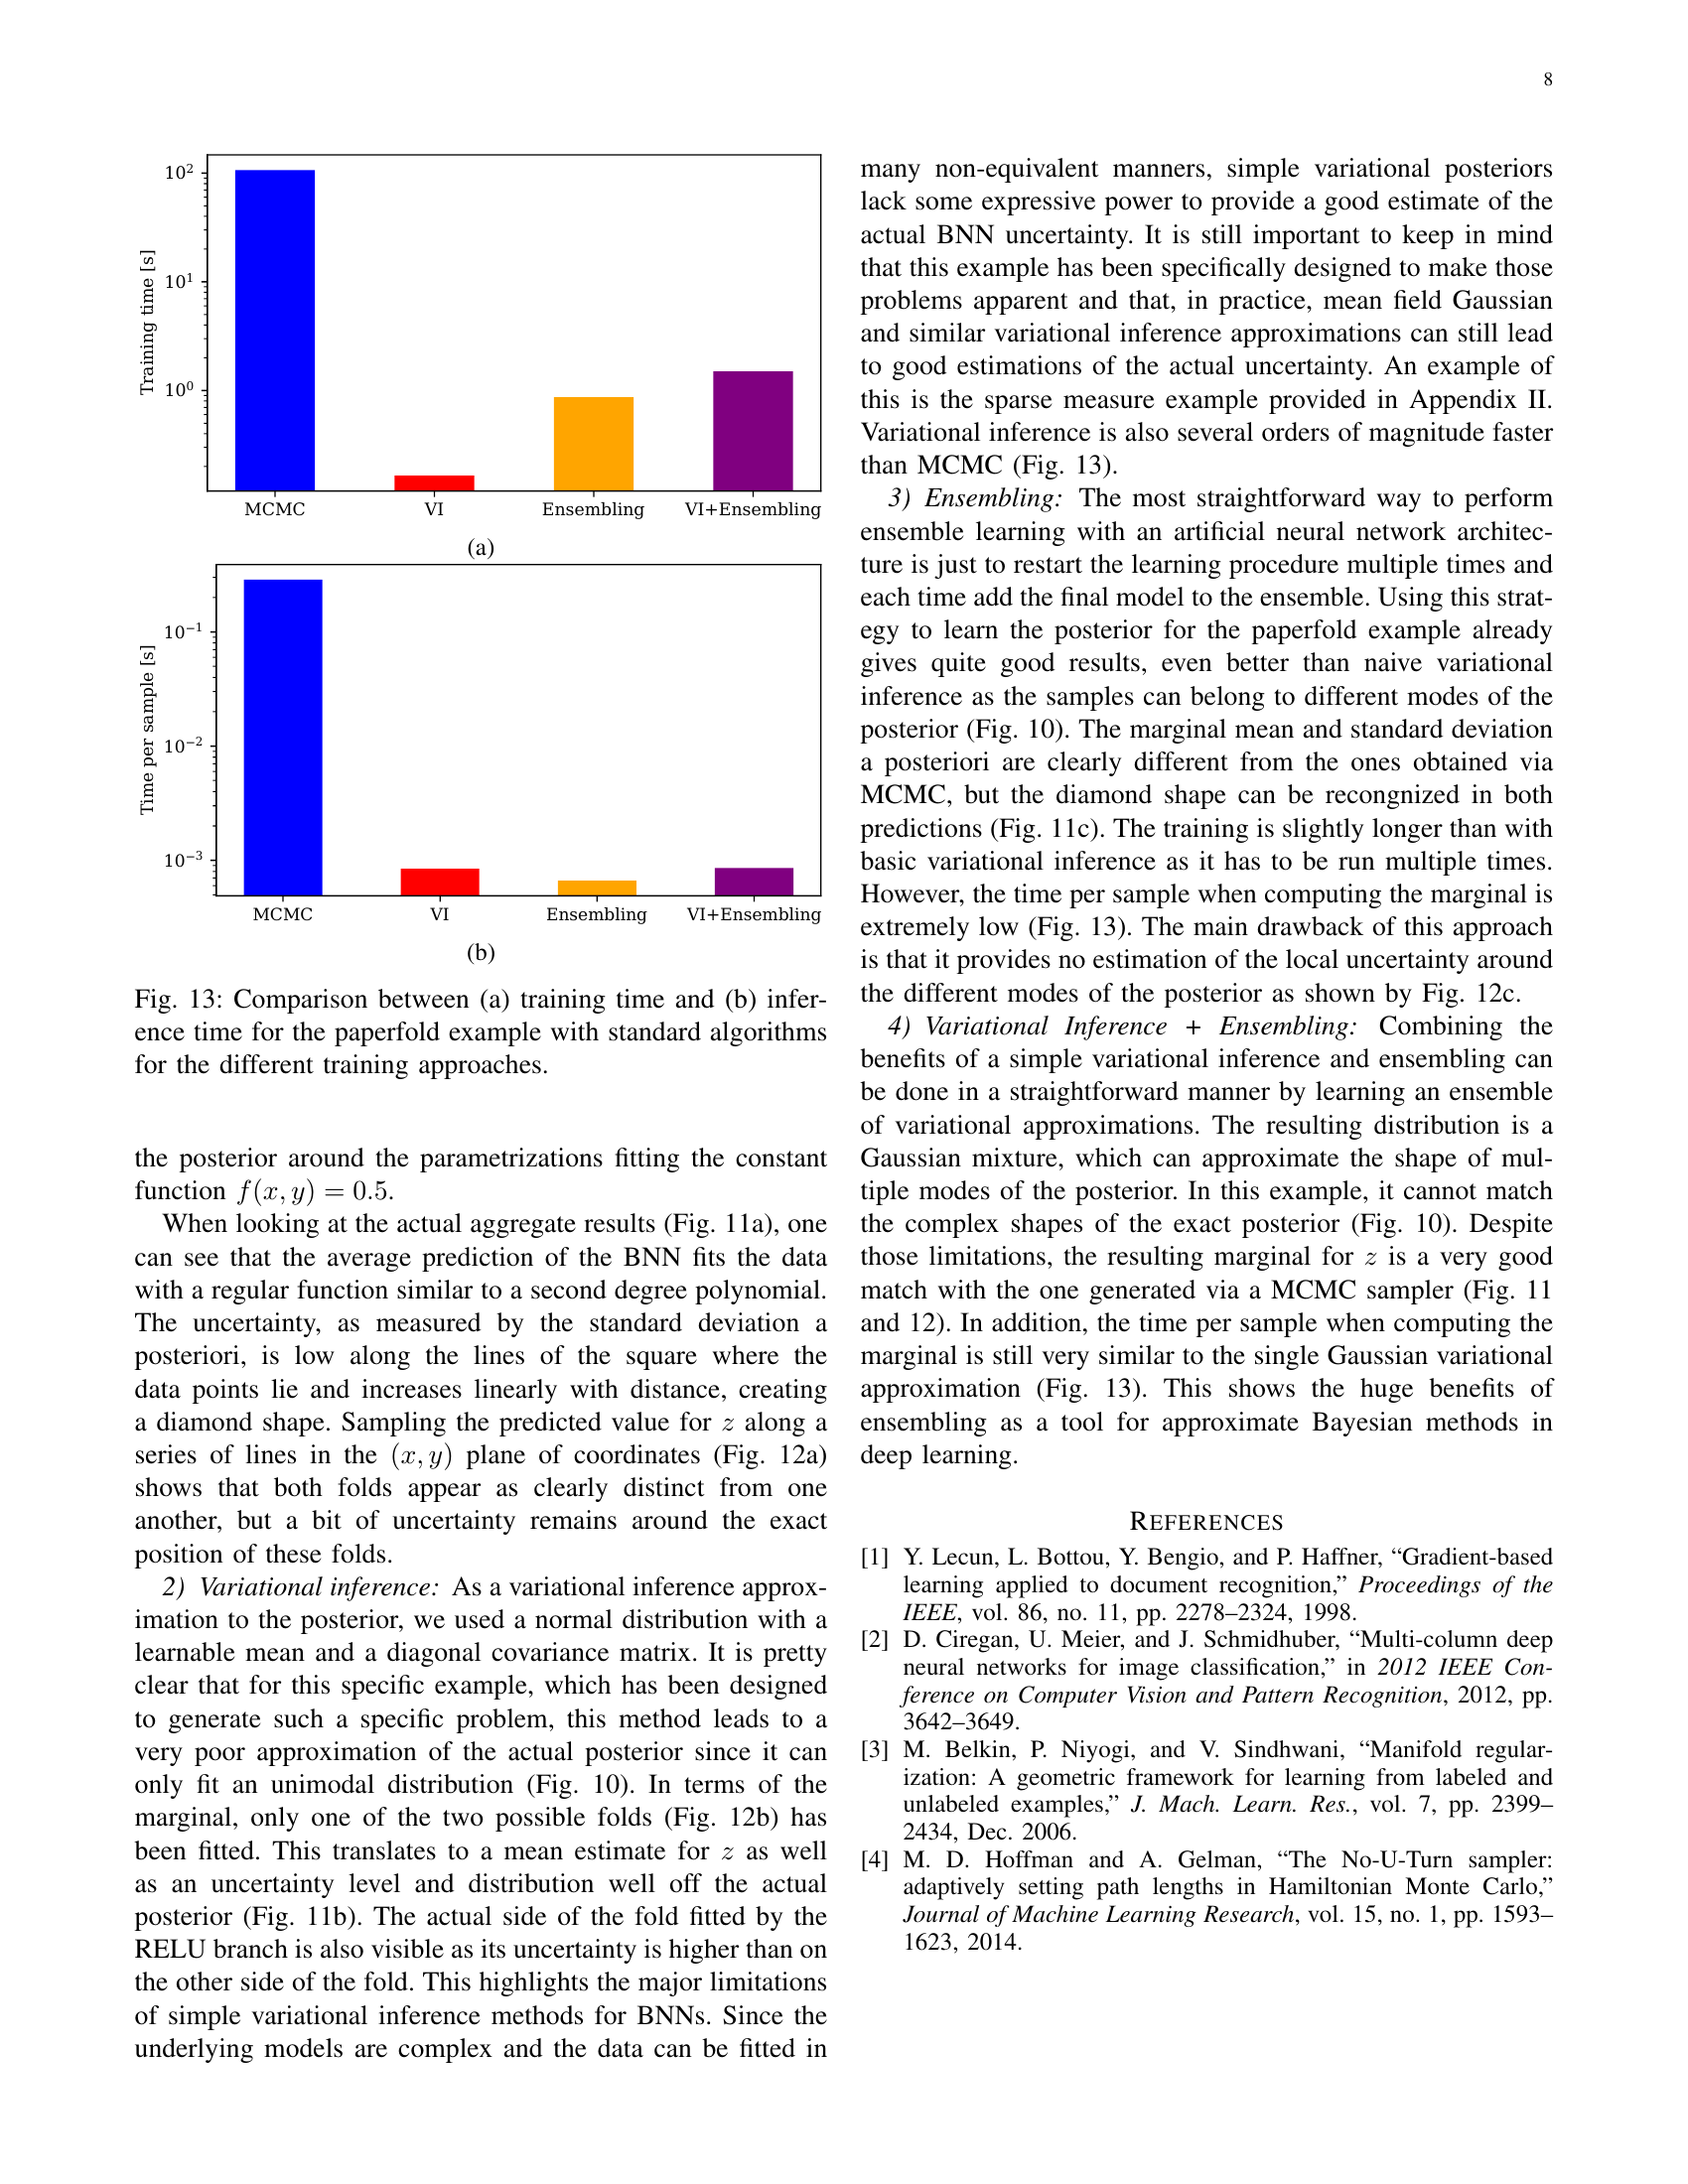 8
10²
10¹
10⁰
Training time [s]
MCMC VI Ensembling VI+Ensembling
(a)
10⁻¹
10⁻²
10⁻³
Time per sample [s]
MCMC VI Ensembling VI+Ensembling
(b)
Fig. 13: Comparison between (a) training time and (b) infer-
ence time for the paperfold example with standard algorithms
for the different training approaches.
the posterior around the parametrizations fitting the constant
function f(x, y) = 0.5.
When looking at the actual aggregate results (Fig. 11a), one
can see that the average prediction of the BNN fits the data
with a regular function similar to a second degree polynomial.
The uncertainty, as measured by the standard deviation a
posteriori, is low along the lines of the square where the
data points lie and increases linearly with distance, creating
a diamond shape. Sampling the predicted value for z along a
series of lines in the (x, y) plane of coordinates (Fig. 12a)
shows that both folds appear as clearly distinct from one
another, but a bit of uncertainty remains around the exact
position of these folds.
2) Variational inference: As a variational inference approx-
imation to the posterior, we used a normal distribution with a
learnable mean and a diagonal covariance matrix. It is pretty
clear that for this specific example, which has been designed
to generate such a specific problem, this method leads to a
very poor approximation of the actual posterior since it can
only fit an unimodal distribution (Fig. 10). In terms of the
marginal, only one of the two possible folds (Fig. 12b) has
been fitted. This translates to a mean estimate for z as well
as an uncertainty level and distribution well off the actual
posterior (Fig. 11b). The actual side of the fold fitted by the
RELU branch is also visible as its uncertainty is higher than on
the other side of the fold. This highlights the major limitations
of simple variational inference methods for BNNs. Since the
underlying models are complex and the data can be fitted in
many non-equivalent manners, simple variational posteriors
lack some expressive power to provide a good estimate of the
actual BNN uncertainty. It is still important to keep in mind
that this example has been specifically designed to make those
problems apparent and that, in practice, mean field Gaussian
and similar variational inference approximations can still lead
to good estimations of the actual uncertainty. An example of
this is the sparse measure example provided in Appendix II.
Variational inference is also several orders of magnitude faster
than MCMC (Fig. 13).
3) Ensembling: The most straightforward way to perform
ensemble learning with an artificial neural network architec-
ture is just to restart the learning procedure multiple times and
each time add the final model to the ensemble. Using this strat-
egy to learn the posterior for the paperfold example already
gives quite good results, even better than naive variational
inference as the samples can belong to different modes of the
posterior (Fig. 10). The marginal mean and standard deviation
a posteriori are clearly different from the ones obtained via
MCMC, but the diamond shape can be recongnized in both
predictions (Fig. 11c). The training is slightly longer than with
basic variational inference as it has to be run multiple times.
However, the time per sample when computing the marginal is
extremely low (Fig. 13). The main drawback of this approach
is that it provides no estimation of the local uncertainty around
the different modes of the posterior as shown by Fig. 12c.
4) Variational Inference + Ensembling: Combining the
benefits of a simple variational inference and ensembling can
be done in a straightforward manner by learning an ensemble
of variational approximations. The resulting distribution is a
Gaussian mixture, which can approximate the shape of mul-
tiple modes of the posterior. In this example, it cannot match
the complex shapes of the exact posterior (Fig. 10). Despite
those limitations, the resulting marginal for z is a very good
match with the one generated via a MCMC sampler (Fig. 11
and 12). In addition, the time per sample when computing the
marginal is still very similar to the single Gaussian variational
approximation (Fig. 13). This shows the huge benefits of
ensembling as a tool for approximate Bayesian methods in
deep learning.
REFERENCES
[1] Y. Lecun, L. Bottou, Y. Bengio, and P. Haffner, “Gradient-based
learning applied to document recognition,” Proceedings of the
IEEE, vol. 86, no. 11, pp. 2278–2324, 1998.
[2] D. Ciregan, U. Meier, and J. Schmidhuber, “Multi-column deep
neural networks for image classification,” in 2012 IEEE Con-
ference on Computer Vision and Pattern Recognition, 2012, pp.
3642–3649.
[3] M. Belkin, P. Niyogi, and V. Sindhwani, “Manifold regular-
ization: A geometric framework for learning from labeled and
unlabeled examples,” J. Mach. Learn. Res., vol. 7, pp. 2399–
2434, Dec. 2006.
[4] M. D. Hoffman and A. Gelman, “The No-U-Turn sampler:
adaptively setting path lengths in Hamiltonian Monte Carlo,”
Journal of Machine Learning Research, vol. 15, no. 1, pp. 1593–
1623, 2014.